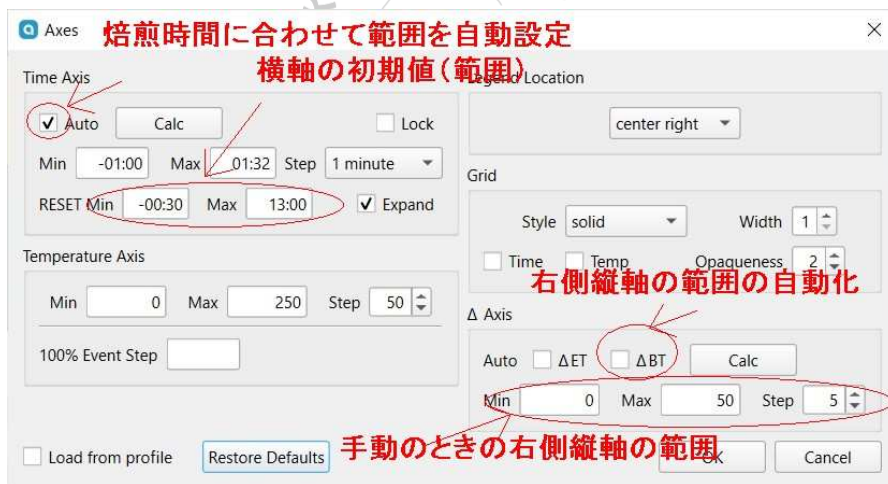 Axes
焙煎時間に合わせて範囲を自動設定
横軸の初期値(範囲)
Time Axis
Auto Calc Lock
Min -01:00 Max 01:32 Step 1 minute
RESET Min -00:30 Max 13:00 Expand
Temperature Axis
Min 0 Max 250 Step 50
100% Event Step
Legend Location
center right
Grid
Style solid Width 1
Time Temp Opaqueness 2
右側縦軸の範囲の自動化
Δ Axis
Auto ΔET ΔBT Calc
Min 0 Max 50 Step 5
手動のときの右側縦軸の範囲
Load from profile Restore Defaults OK Cancel